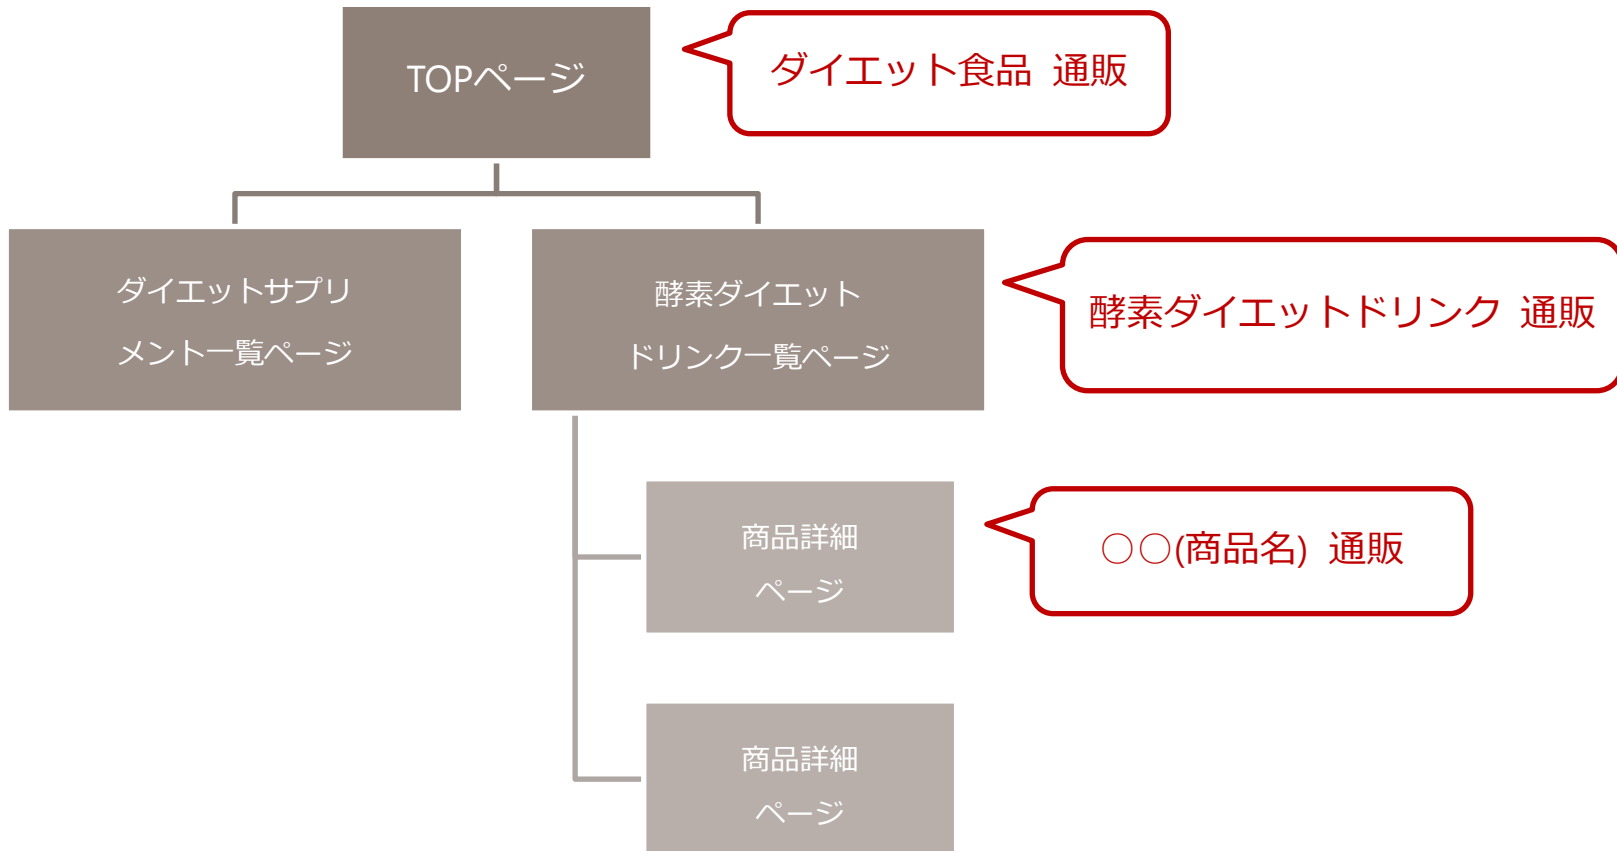 TOPページ
ダイエット食品 通販
ダイエットサプリ
メント一覧ページ
酵素ダイエット
ドリンク一覧ページ
酵素ダイエットドリンク 通販
商品詳細
ページ
○○(商品名) 通販
商品詳細
ページ